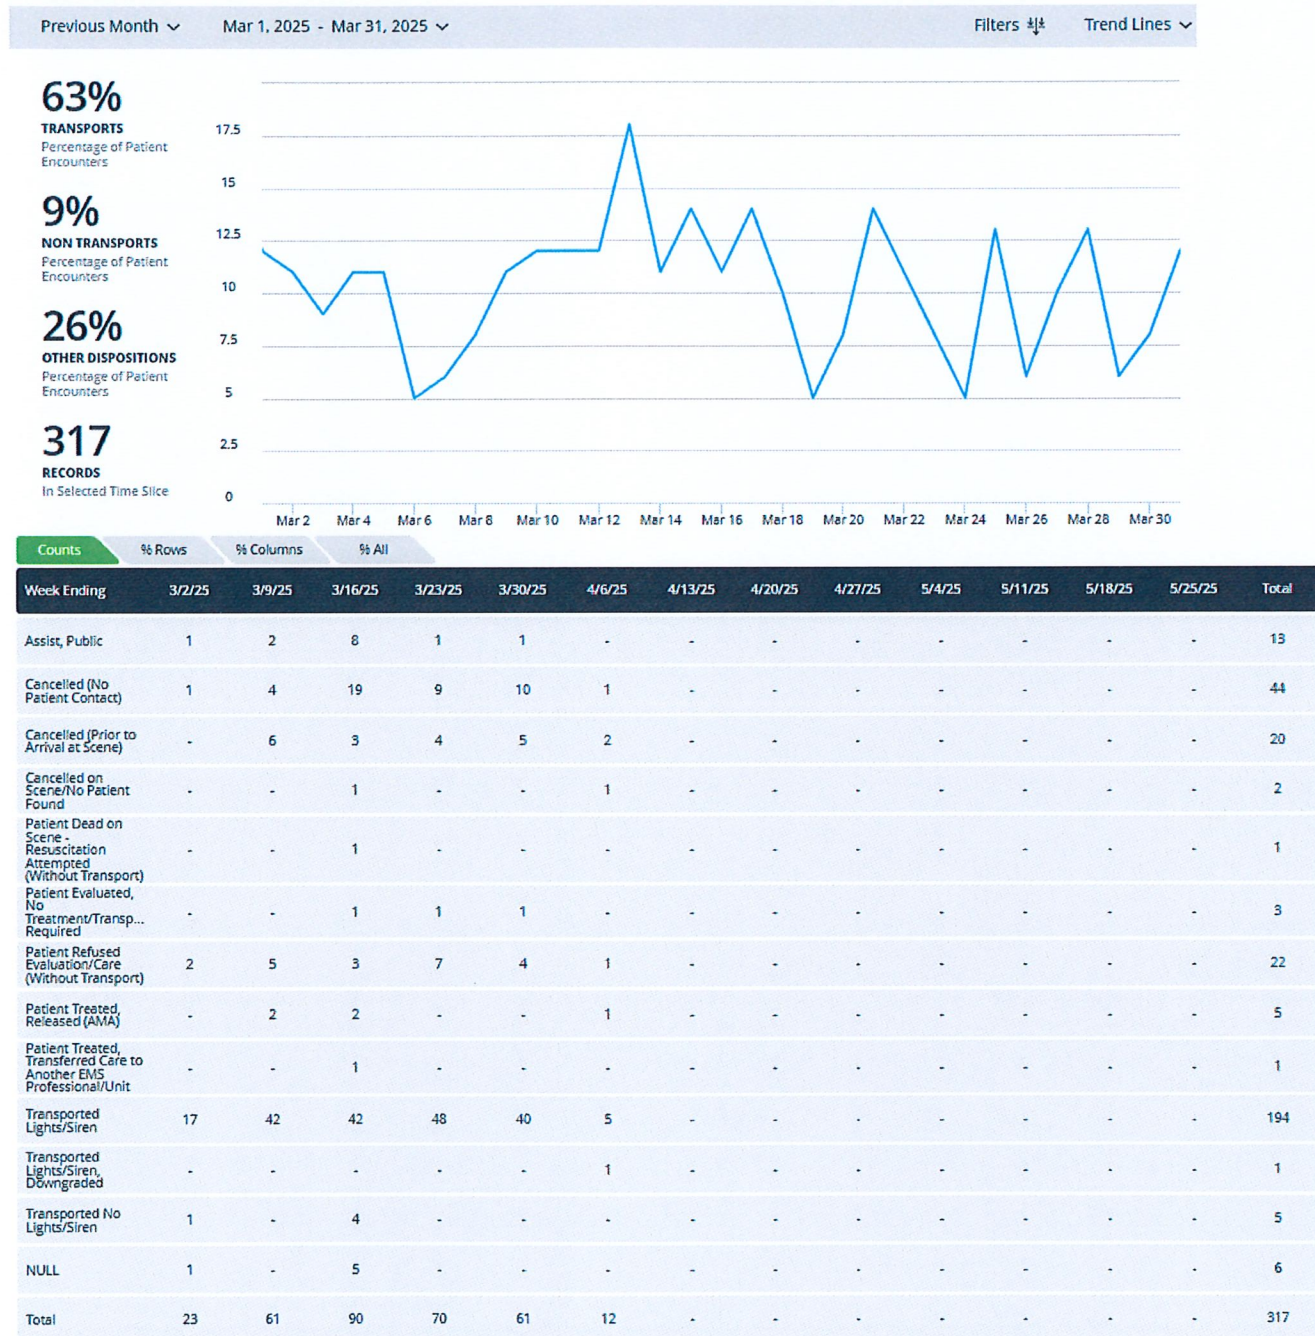 Previous Month Mar 1, 2025 - Mar 31, 2025 Filters Trend Lines
63%
TRANSPORTS
Percentage of Patient
Encounters
9%
NON TRANSPORTS
Percentage of Patient
Encounters
26%
OTHER DISPOSITIONS
Percentage of Patient
Encounters
317
RECORDS
In Selected Time Slice
17.5
15
12.5
10
7.5
5
2.5
0
Mar 2 Mar 4 Mar 6 Mar 8 Mar 10 Mar 12 Mar 14 Mar 16 Mar 18 Mar 20 Mar 22 Mar 24 Mar 26 Mar 28 Mar 30
Counts % Rows % Columns % All
Week Ending 3/2/25 3/9/25 3/16/25 3/23/25 3/30/25 4/6/25 4/13/25 4/20/25 4/27/25 5/4/25 5/11/25 5/18/25 5/25/25 Total
Assist, Public 1 2 8 1 1 - - - - - - - - 13
Cancelled (No
Patient Contact) 1 4 19 9 10 1 - - - - - - - 44
Cancelled (Prior to
Arrival at Scene) - 6 3 4 5 2 - - - - - - - 20
Cancelled on
Scene/No Patient
Found - - 1 - - 1 - - - - - - - 2
Patient Dead on
Scene -
Resuscitation
Attempted
(Without Transport) - - 1 - - - - - - - - - - 1
Patient Evaluated,
No
Treatment/Transp...
Required - - 1 1 1 - - - - - - - - 3
Patient Refused
Evaluation/Care
(Without Transport) 2 5 3 7 4 1 - - - - - - - 22
Patient Treated,
Released (AMA) - 2 2 - - 1 - - - - - - - 5
Patient Treated,
Transferred Care to
Another EMS
Professional/Unit - - 1 - - - - - - - - - - 1
Transported
Lights/Siren 17 42 42 48 40 5 - - - - - - - 194
Transported
Lights/Siren,
Downgraded - - - - - 1 - - - - - - - 1
Transported No
Lights/Siren 1 - 4 - - - - - - - - - - 5
NULL 1 - 5 - - - - - - - - - - 6
Total 23 61 90 70 61 12 - - - - - - - 317